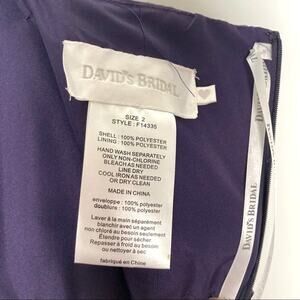 DAVID'S BRIDAL
SIZE 2
STYLE: F14335
SHELL: 100% POLYESTER
LINING: 100% POLYESTER
HAND WASH SEPARATELY
ONLY NON-CHLORINE
BLEACH AS NEEDED
LINE DRY
COOL IRON AS NEEDED
OR DRY CLEAN
MADE IN CHINA
enveloppe: 100% polyester
doublure: 100% polyester
Laver à la main séparément
blanchir avec un agent
sans chlore au besoin
Étendre pour sécher.
Repasser à froid au besoin
ou nettoyer à sec
fabriqué en Chine
DAVID'S BRIDAL